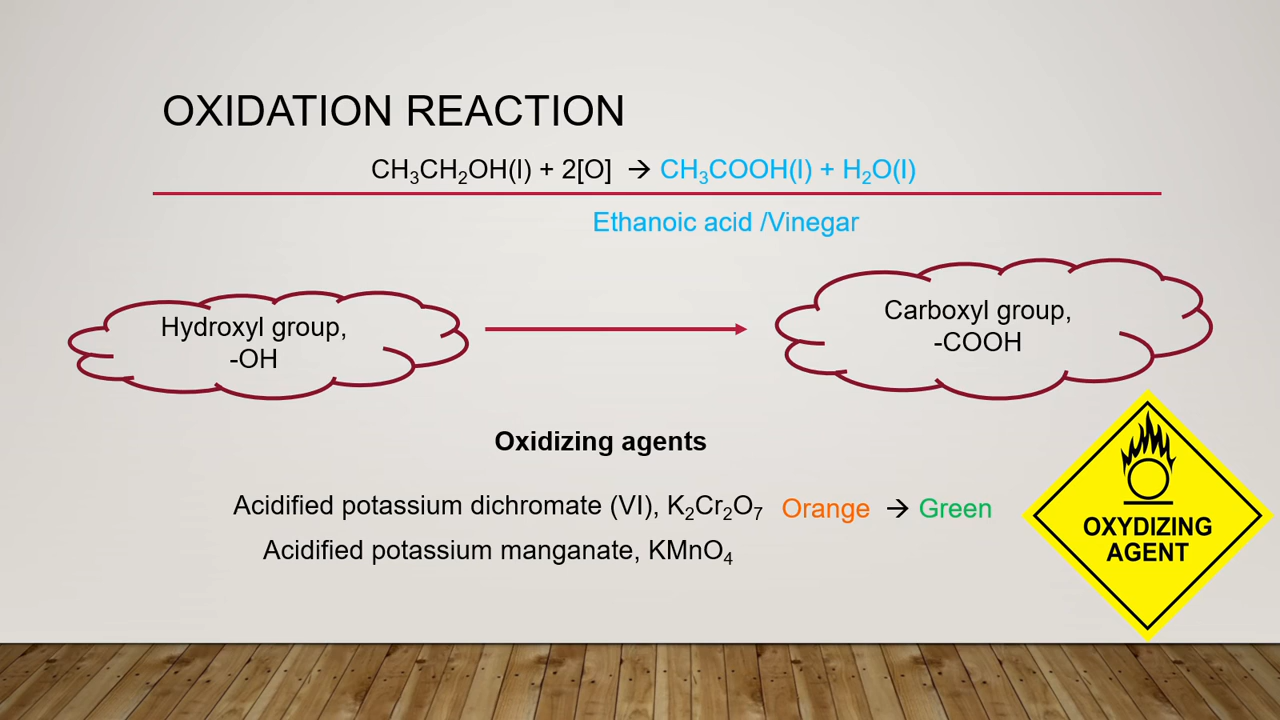 OXIDATION REACTION
CH₃CH₂OH(l) + 2[O] → CH₃COOH(l) + H₂O(l)
Ethanoic acid /Vinegar
Hydroxyl group,
-OH
Carboxyl group,
-COOH
Oxidizing agents
Acidified potassium dichromate (VI), K₂Cr₂O₇ Orange → Green
Acidified potassium manganate, KMnO₄
OXYDIZING
AGENT